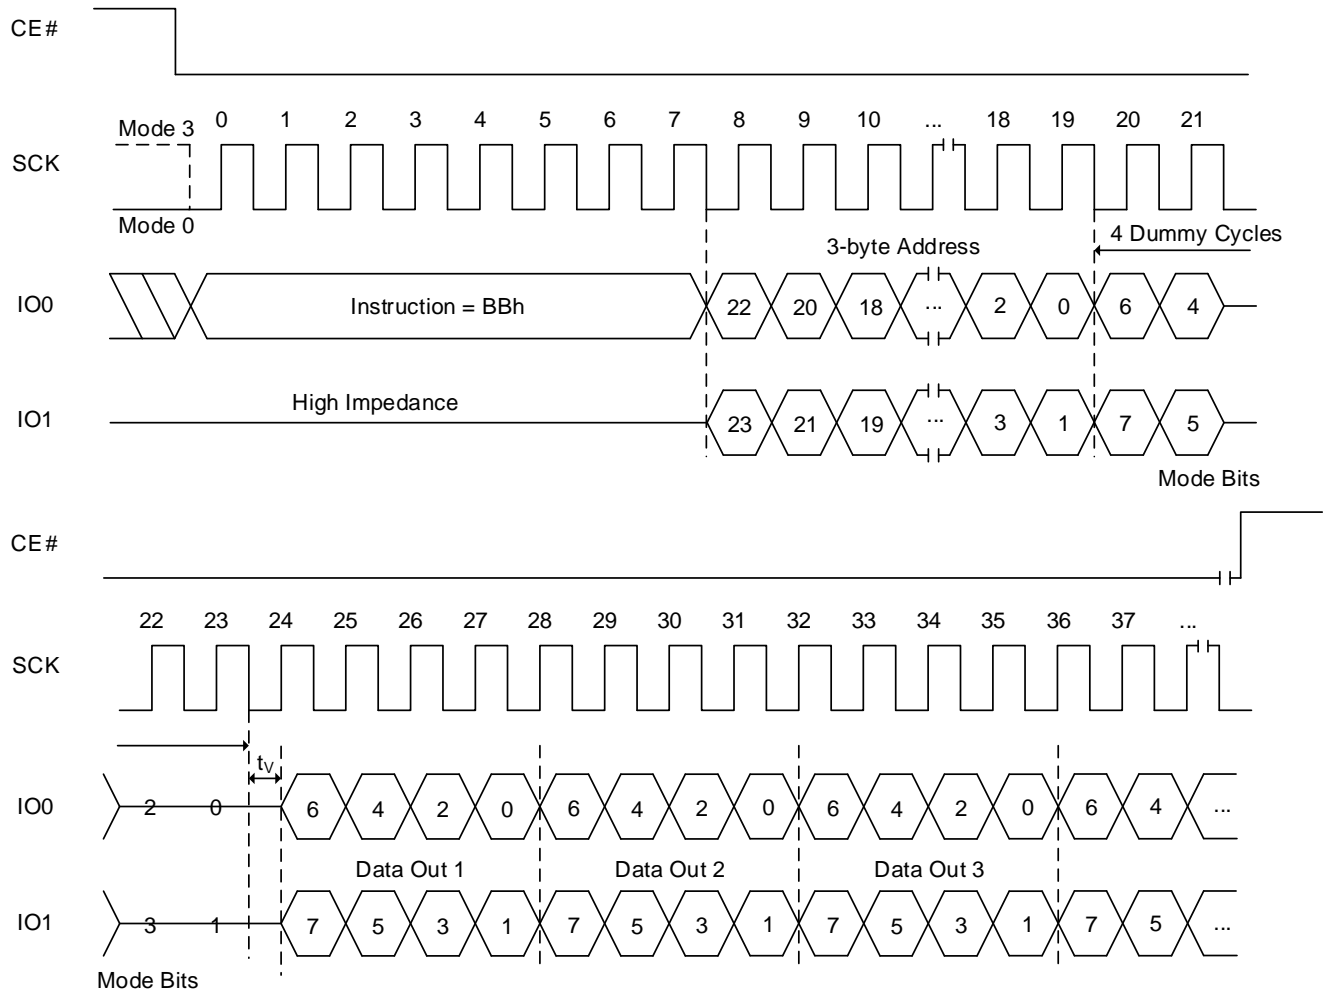 CE#
Mode 3 0 1 2 3 4 5 6 7 8 9 10 ... 18 19 20 21
SCK
Mode 0
3-byte Address 4 Dummy Cycles
IO0 Instruction = BBh 22 20 18 ... 2 0 6 4
High Impedance
IO1 23 21 19 ... 3 1 7 5
Mode Bits
CE#
22 23 24 25 26 27 28 29 30 31 32 33 34 35 36 37 ...
SCK
tV
IO0 2 0 6 4 2 0 6 4 2 0 6 4 2 0 6 4 ...
Data Out 1 Data Out 2 Data Out 3
IO1 3 1 7 5 3 1 7 5 3 1 7 5 3 1 7 5 ...
Mode Bits